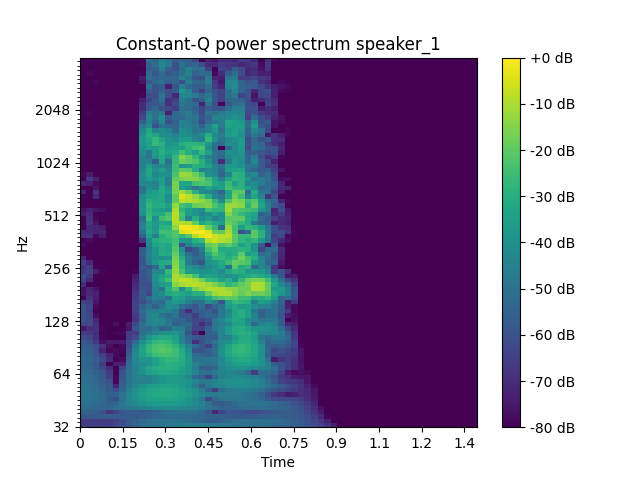 Constant-Q power spectrum speaker_1
Hz
2048
1024
512
256
128
64
32
0 0.15 0.3 0.45 0.6 0.75 0.9 1.1 1.2 1.4
Time
+0 dB
-10 dB
-20 dB
-30 dB
-40 dB
-50 dB
-60 dB
-70 dB
-80 dB